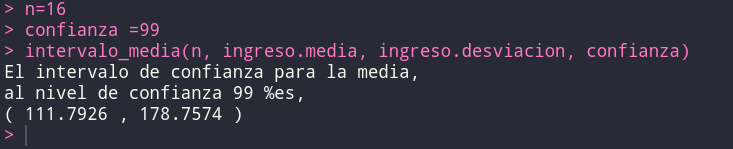 > n=16
> confianza =99
> intervalo_media(n, ingreso.media, ingreso.desviacion, confianza)
El intervalo de confianza para la media,
al nivel de confianza 99 %es,
( 111.7926 , 178.7574 )
>